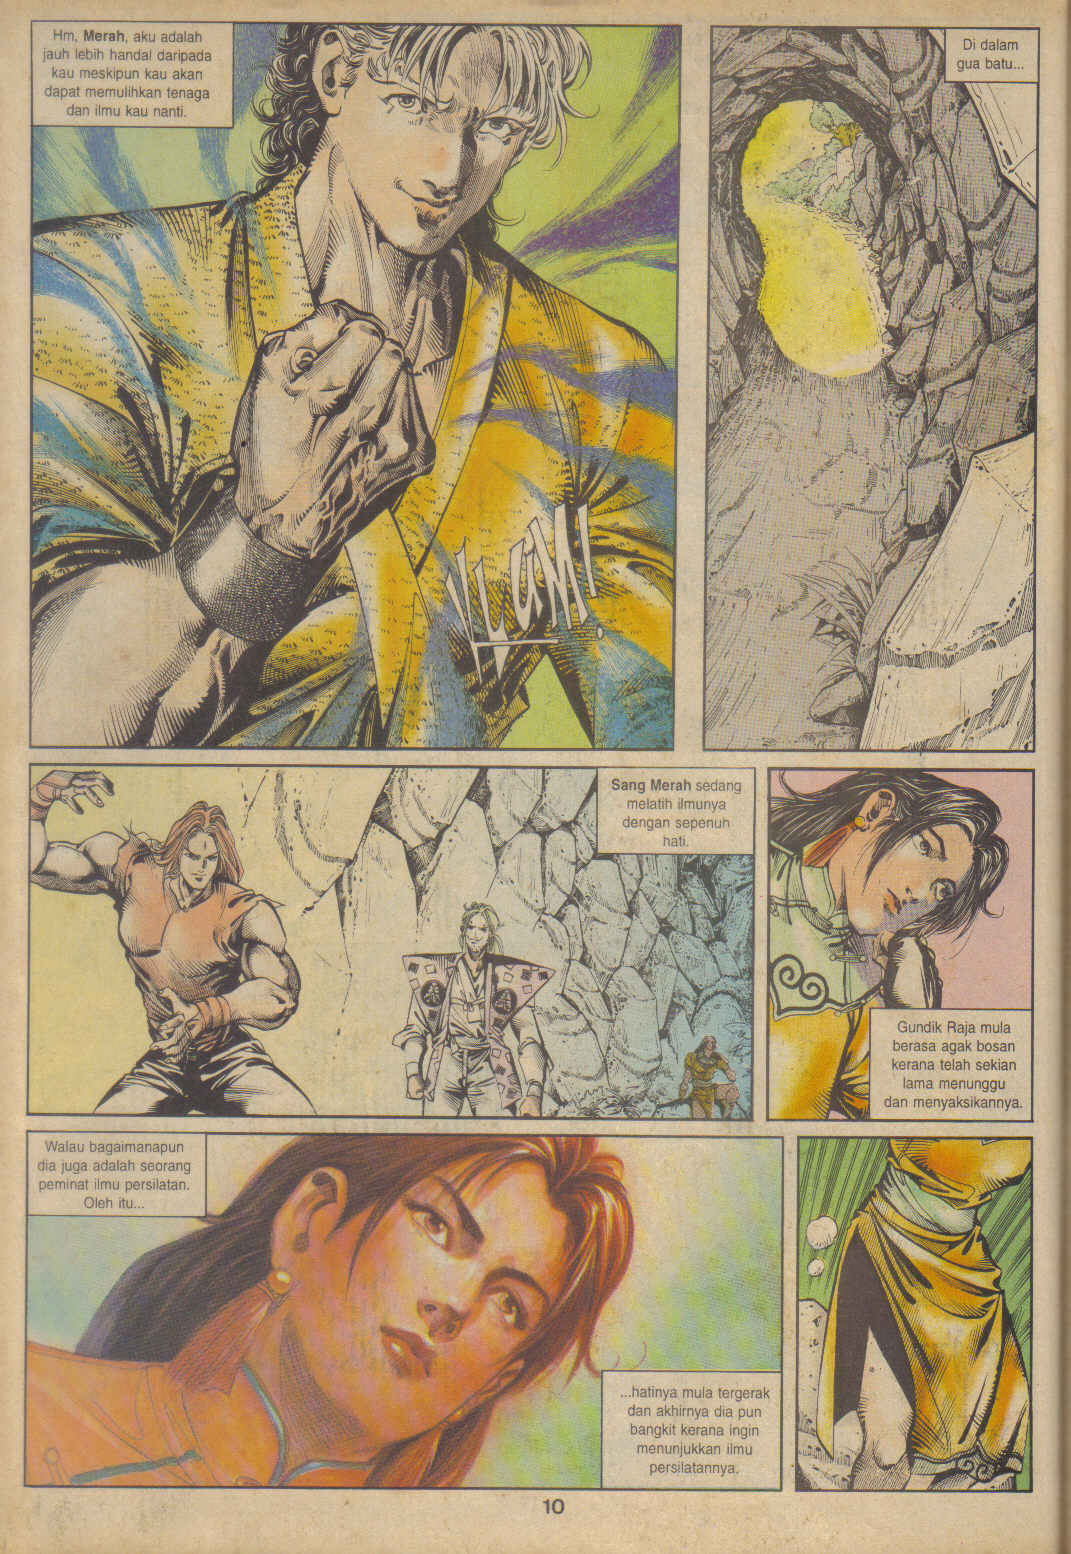 Hm, Merah, aku adalah
jauh lebih handal daripada
kau meskipun kau akan
dapat memulihkan tenaga
dan ilmu kau nanti.
Di dalam
gua batu...
Sang Merah sedang
melatih ilmunya
dengan sepenuh
hati.
Gundik Raja mula
berasa agak bosan
kerana telah sekian
lama menunggu
dan menyaksikannya.
Walau bagaimanapun
dia juga adalah seorang
peminat ilmu persilatan.
Oleh itu...
...hatinya mula tergerak
dan akhirnya dia pun
bangkit kerana ingin
menunjukkan ilmu
persilatannya.
10